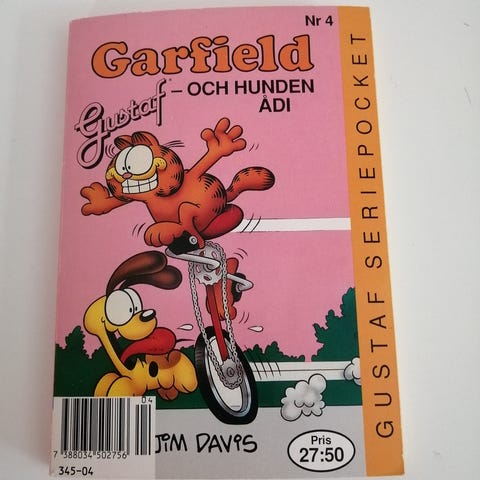 Nr 4
Garfield
Gustaf – OCH HUNDEN
ÅDI
GUSTAF SERIEPOCKET
04
7 388034 502756
345-04
JIM DAVIS
Pris
27:50